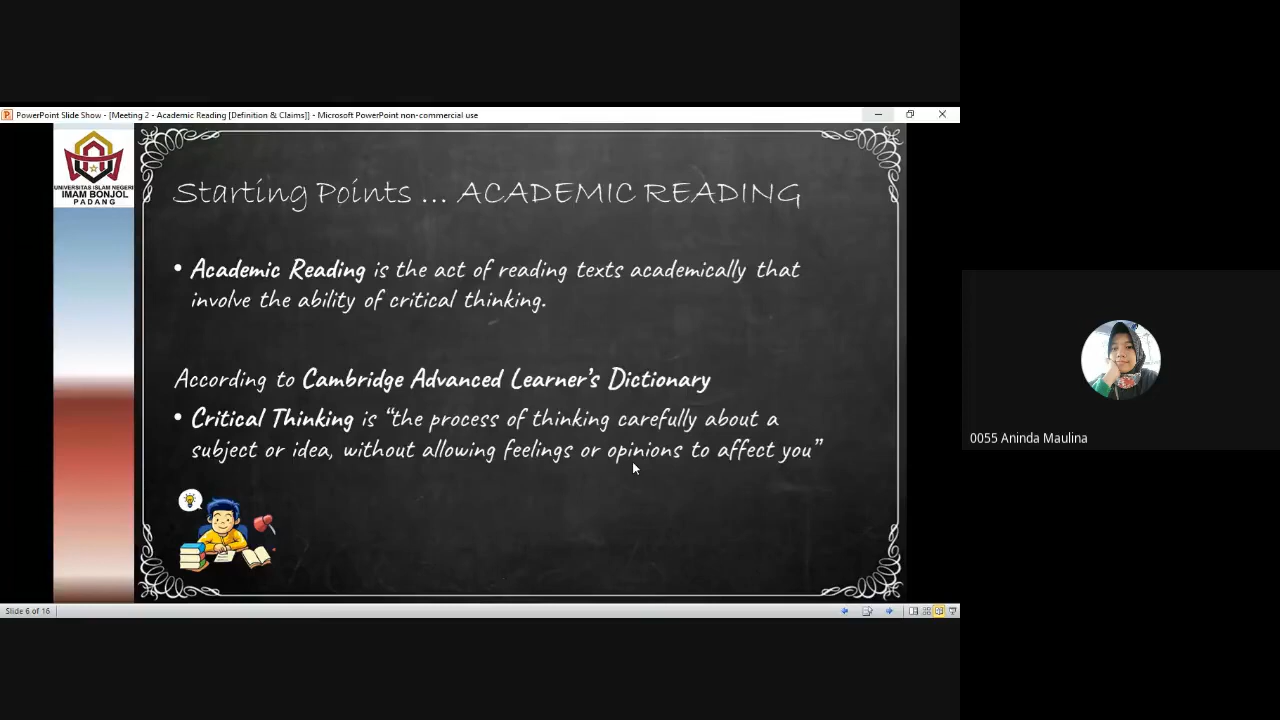 PowerPoint Slide Show - [Meeting 2 - Academic Reading [Definition & Claims]] - Microsoft PowerPoint non-commercial use
UNIVERSITAS ISLAM NEGERI
IMAM BONJOL
PADANG
Starting Points ... ACADEMIC READING
• Academic Reading is the act of reading texts academically that
involve the ability of critical thinking.
According to Cambridge Advanced Learner's Dictionary
• Critical Thinking is “the process of thinking carefully about a
subject or idea, without allowing feelings or opinions to affect you”
0055 Aninda Maulina
Slide 6 of 16